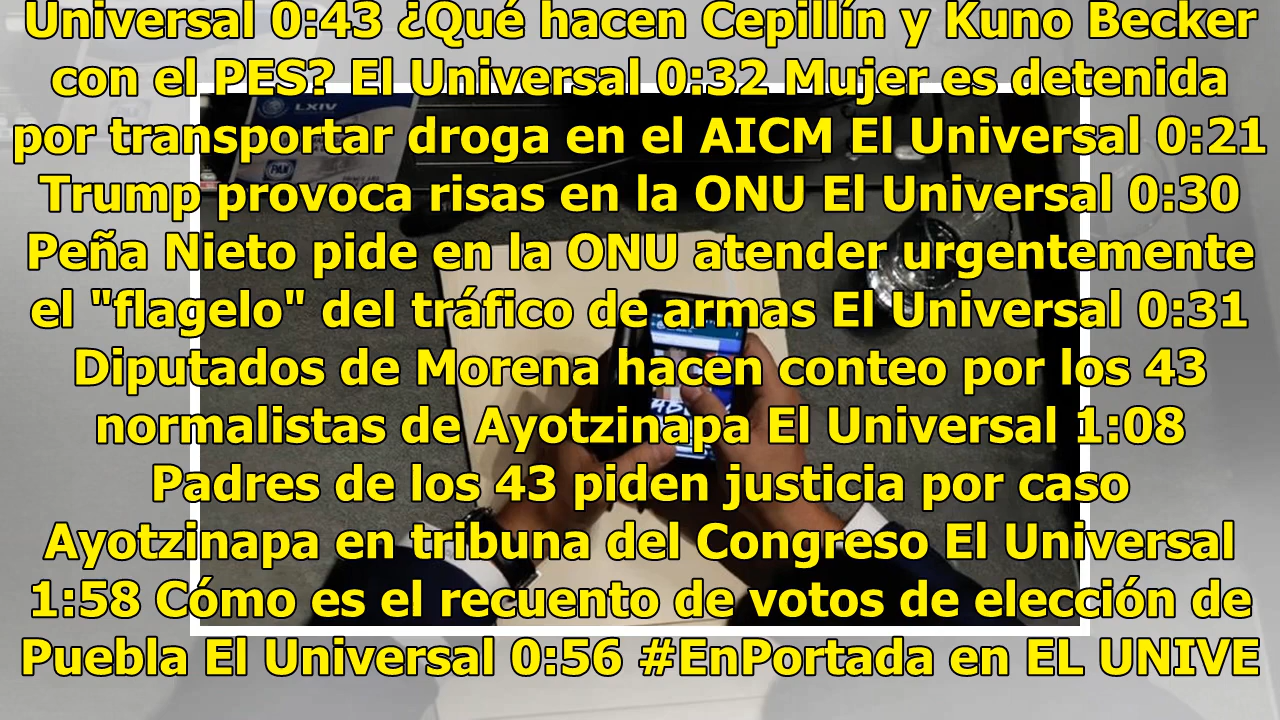 Universal 0:43 ¿Qué hacen Cepillín y Kuno Becker
con el PES? El Universal 0:32 Mujer es detenida
por transportar droga en el AICM El Universal 0:21
Trump provoca risas en la ONU El Universal 0:30
Peña Nieto pide en la ONU atender urgentemente
el "flagelo" del tráfico de armas El Universal 0:31
Diputados de Morena hacen conteo por los 43
normalistas de Ayotzinapa El Universal 1:08
Padres de los 43 piden justicia por caso
Ayotzinapa en tribuna del Congreso El Universal
1:58 Cómo es el recuento de votos de elección de
Puebla El Universal 0:56 #EnPortada en EL UNIVE
LXIV
PAN